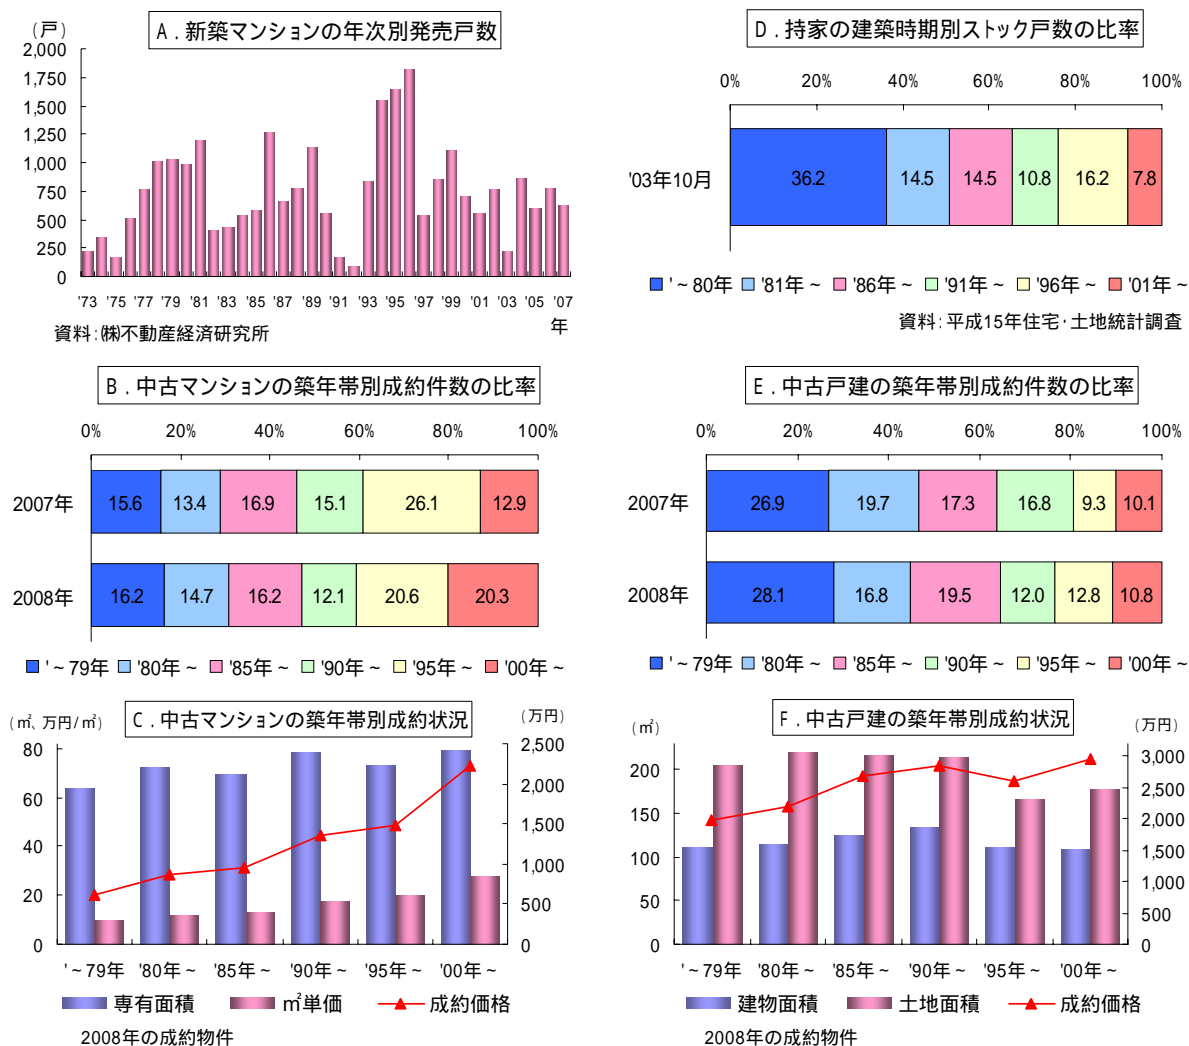 A．新築マンションの年次別発売戸数
（戸）
2,000
1,750
1,500
1,250
1,000
750
500
250
0
'73 '75 '77 '79 '81 '83 '85 '87 '89 '91 '93 '95 '97 '99 '01 '03 '05 '07
年
資料：㈱不動産経済研究所
B．中古マンションの築年帯別成約件数の比率
0% 20% 40% 60% 80% 100%
2007年 15.6 13.4 16.9 15.1 26.1 12.9
2008年 16.2 14.7 16.2 12.1 20.6 20.3
'～79年 '80年～ '85年～ '90年～ '95年～ '00年～
C．中古マンションの築年帯別成約状況
（㎡、万円/㎡）
（万円）
80
60
40
20
0
2,500
2,000
1,500
1,000
500
0
'～79年 '80年～ '85年～ '90年～ '95年～ '00年～
専有面積 ㎡単価 成約価格
2008年の成約物件
D．持家の建築時期別ストック戸数の比率
0% 20% 40% 60% 80% 100%
'03年10月 36.2 14.5 14.5 10.8 16.2 7.8
'～80年 '81年～ '86年～ '91年～ '96年～ '01年～
資料：平成15年住宅・土地統計調査
E．中古戸建の築年帯別成約件数の比率
0% 20% 40% 60% 80% 100%
2007年 26.9 19.7 17.3 16.8 9.3 10.1
2008年 28.1 16.8 19.5 12.0 12.8 10.8
'～79年 '80年～ '85年～ '90年～ '95年～ '00年～
F．中古戸建の築年帯別成約状況
（㎡）
（万円）
200
150
100
50
0
3,000
2,500
2,000
1,500
1,000
500
0
'～79年 '80年～ '85年～ '90年～ '95年～ '00年～
建物面積 土地面積 成約価格
2008年の成約物件